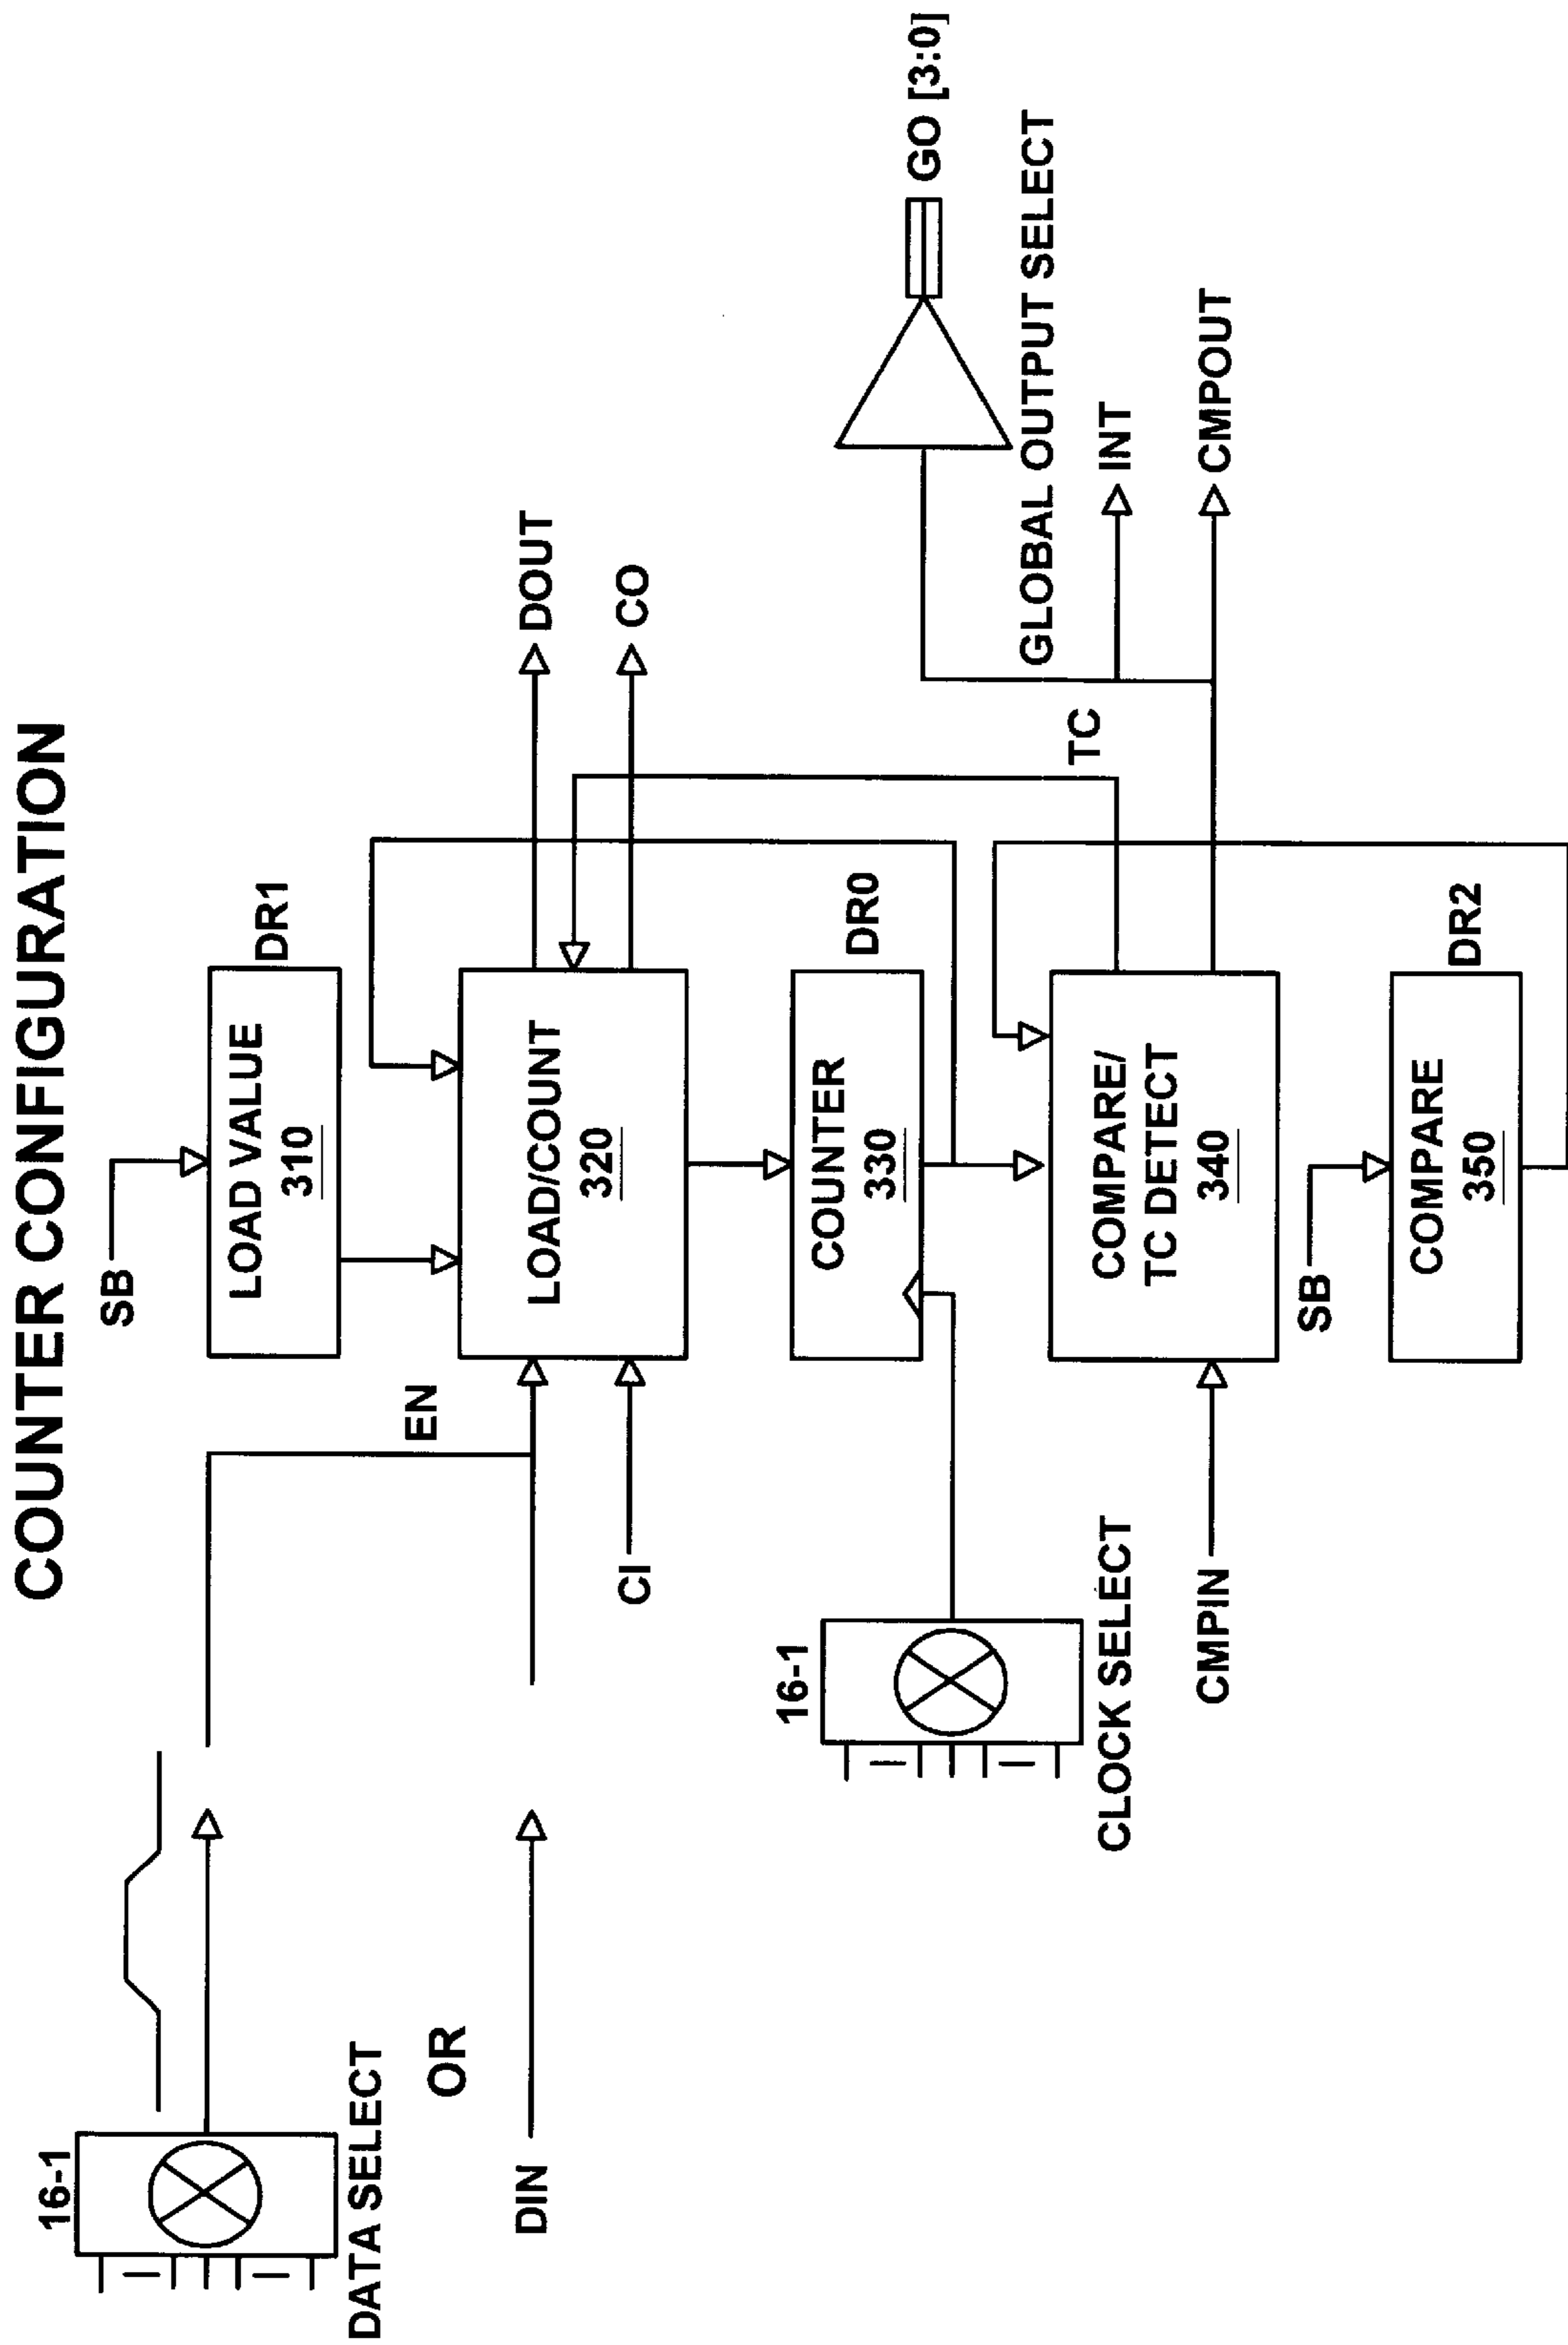 COUNTER CONFIGURATION
16-1
DATA SELECT
OR
DIN
EN
CI
SB
LOAD VALUE
310
DR1
LOAD/COUNT
320
DOUT
CO
16-1
CLOCK SELECT
COUNTER
330
DR0
TC
GO [3:0]
GLOBAL OUTPUT SELECT
INT
CMPOUT
CMPIN
COMPARE/
TC DETECT
340
SB
COMPARE
350
DR2